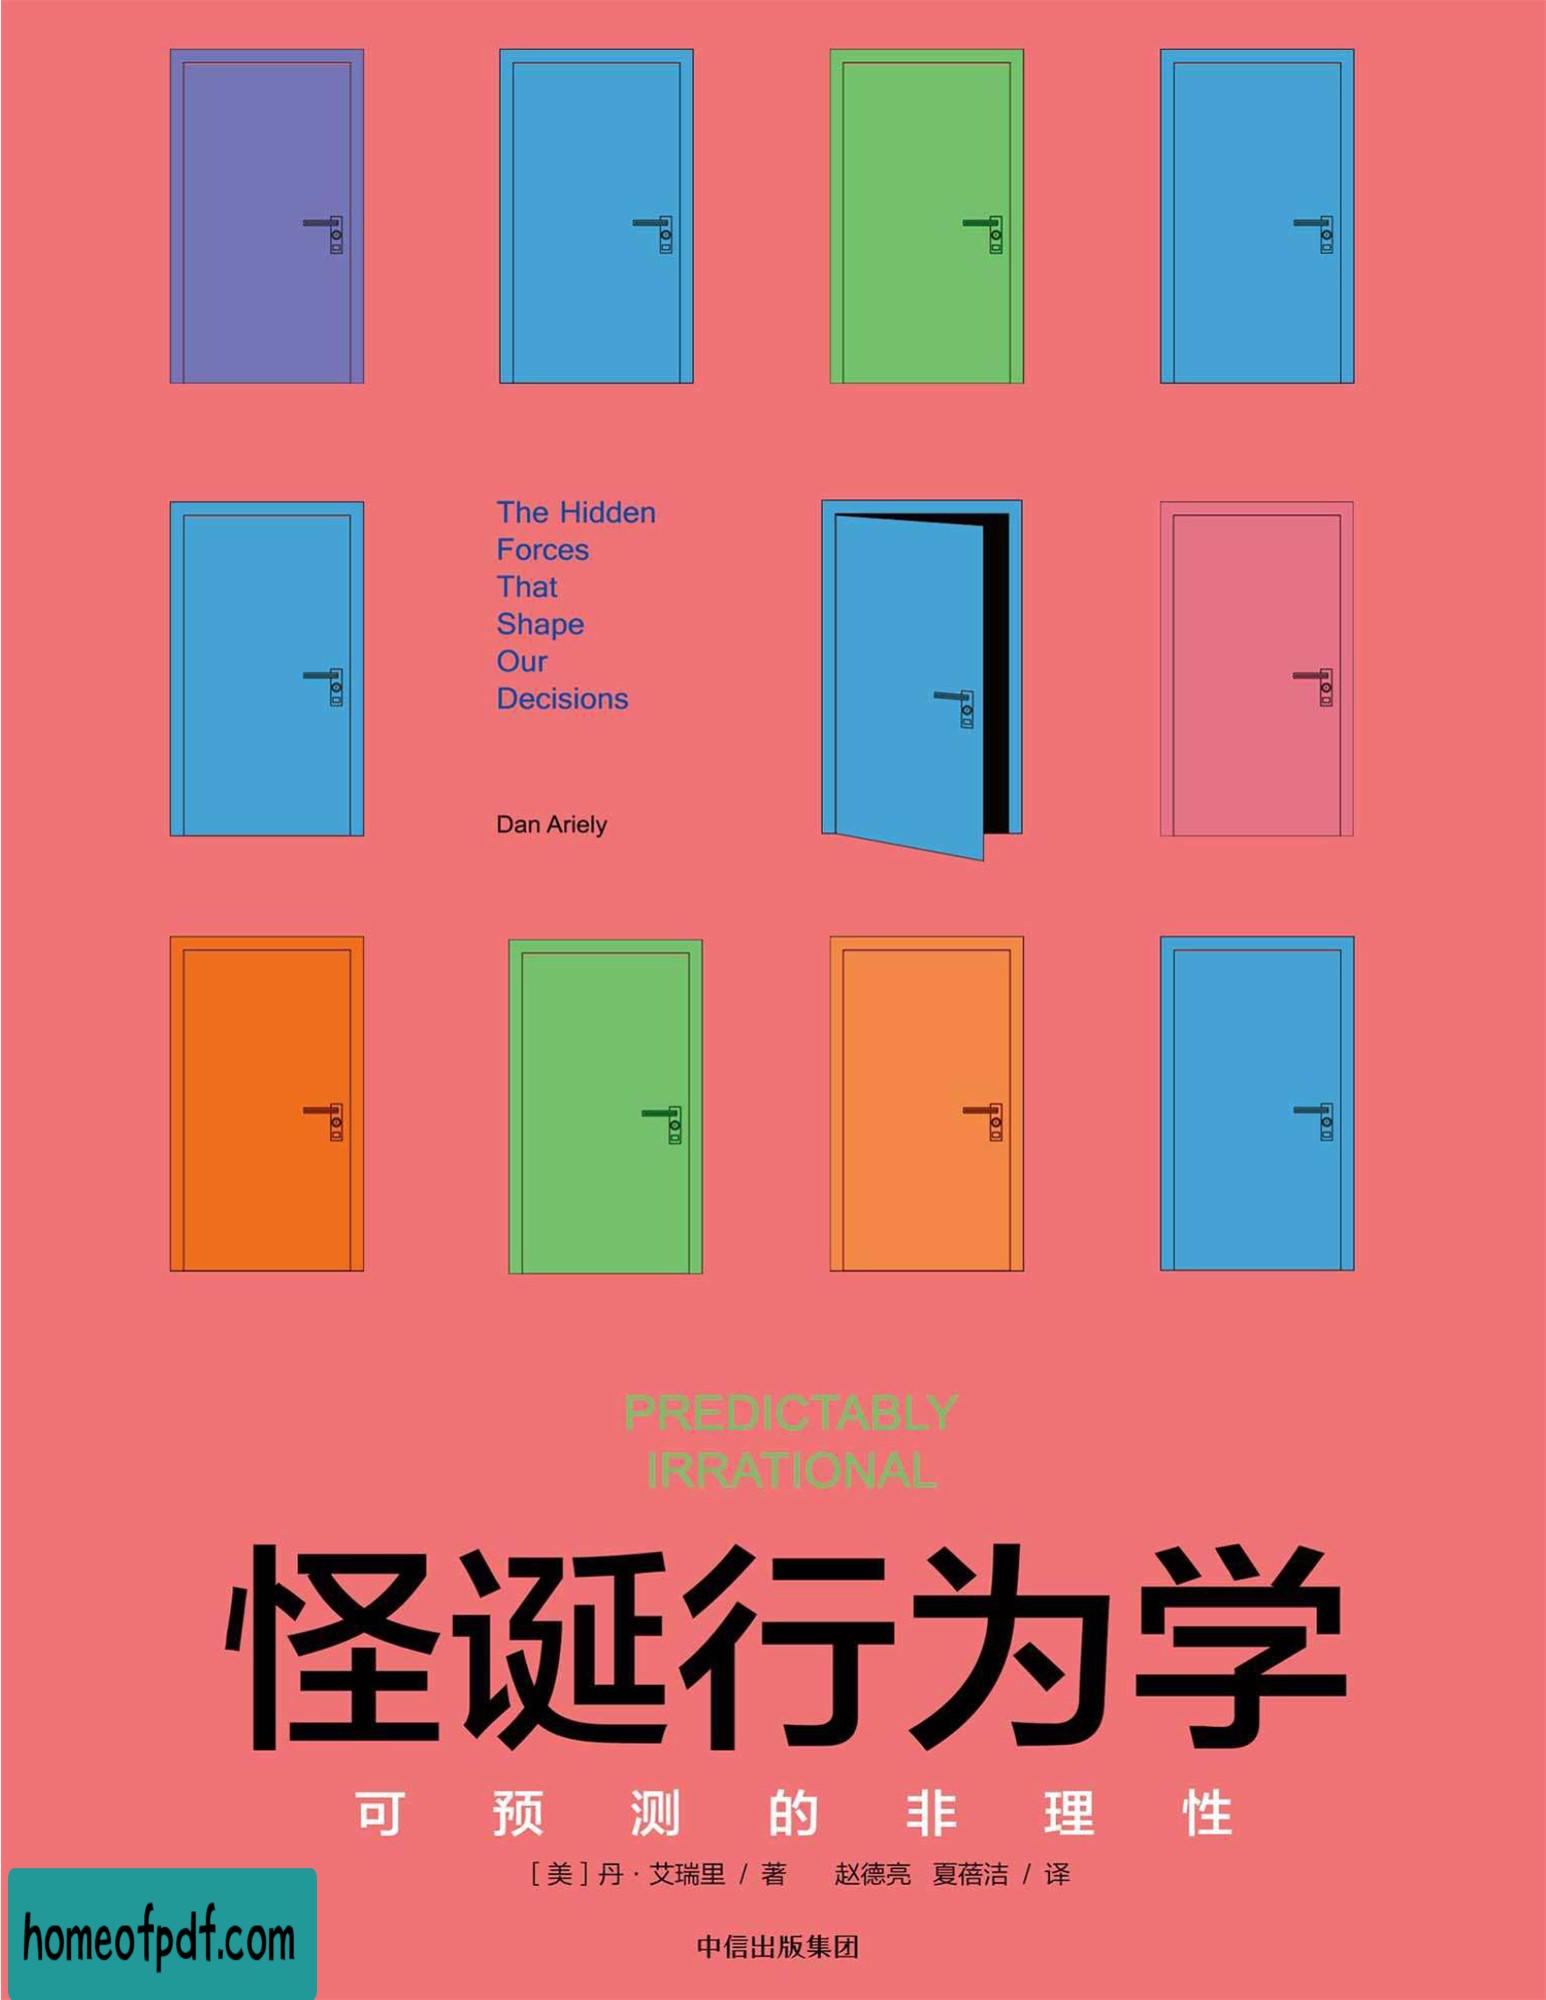 The Hidden
Forces
That
Shape
Our
Decisions
Dan Ariely
PREDICTABLY
IRRATIONAL
怪诞行为学
可预测的非理性
［美］丹·艾瑞里 / 著 赵德亮 夏蓓洁 / 译
中信出版集团
homeofpdf.com